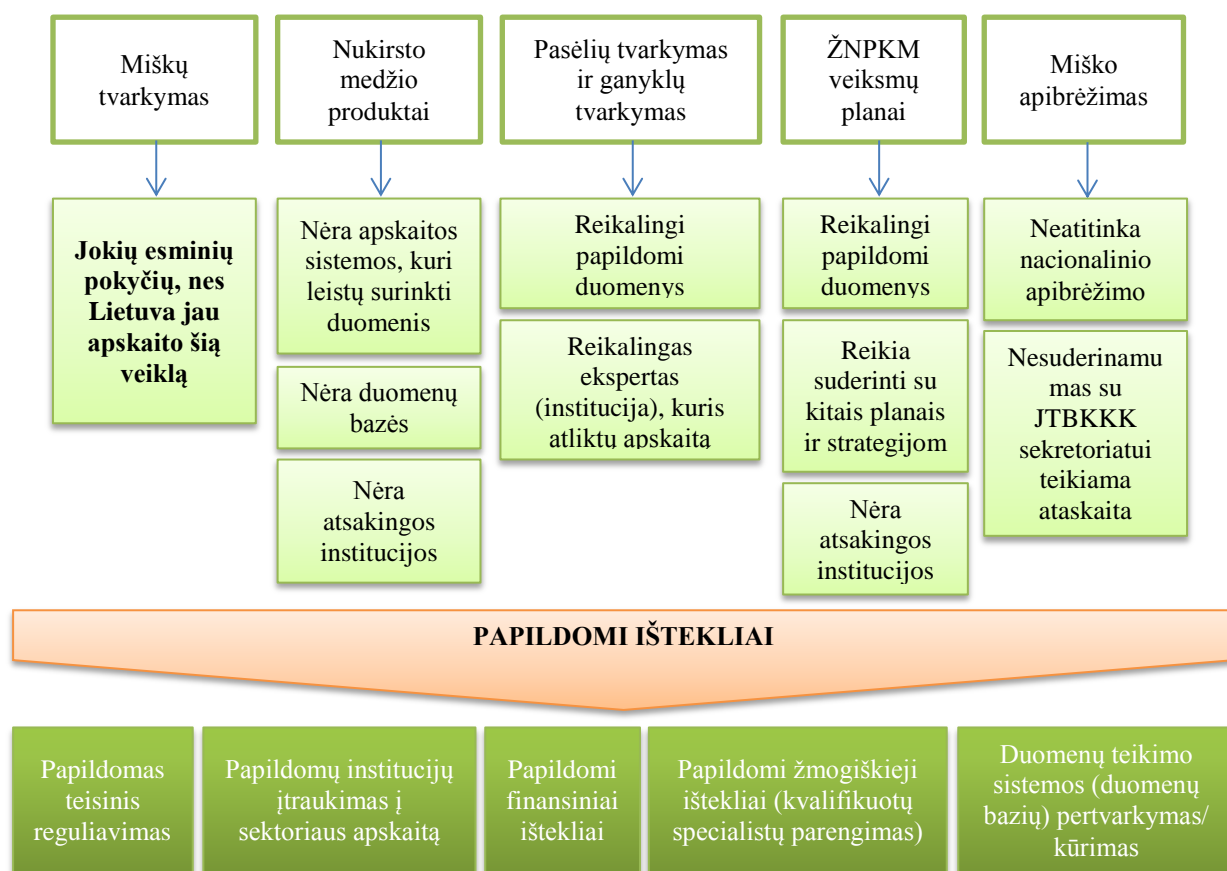 Miškų
tvarkymas
Nukirsto
medžio
produktai
Pasėlių tvarkymas
ir ganyklų
tvarkymas
ŽNPKM
veiksmų
planai
Miško
apibrėžimas
Jokių esminių
pokyčių, nes
Lietuva jau
apskaito šią
veiklą
Nėra apskaitos
sistemos, kuri
leistų surinkti
duomenis
Nėra duomenų
bazės
Nėra
atsakingos
institucijos
Reikalingi
papildomi
duomenys
Reikalingas
ekspertas
(institucija), kuris
atliktų apskaitą
Reikalingi
papildomi
duomenys
Reikia
suderinti su
kitais planais
ir strategijom
Nėra
atsakingos
institucijos
Neatitinka
nacionalinio
apibrėžimo
Nesuderinamu
mas su
JTBKKK
sekretoriatui
teikiama
ataskaita
PAPILDOMI IŠTEKLIAI
Papildomas
teisinis
reguliavimas
Papildomų institucijų
įtraukimas į
sektoriaus apskaitą
Papildomi
finansiniai
ištekliai
Papildomi žmogiškieji
ištekliai (kvalifikuotų
specialistų parengimas)
Duomenų teikimo
sistemos (duomenų
bazių) pertvarkymas/
kūrimas